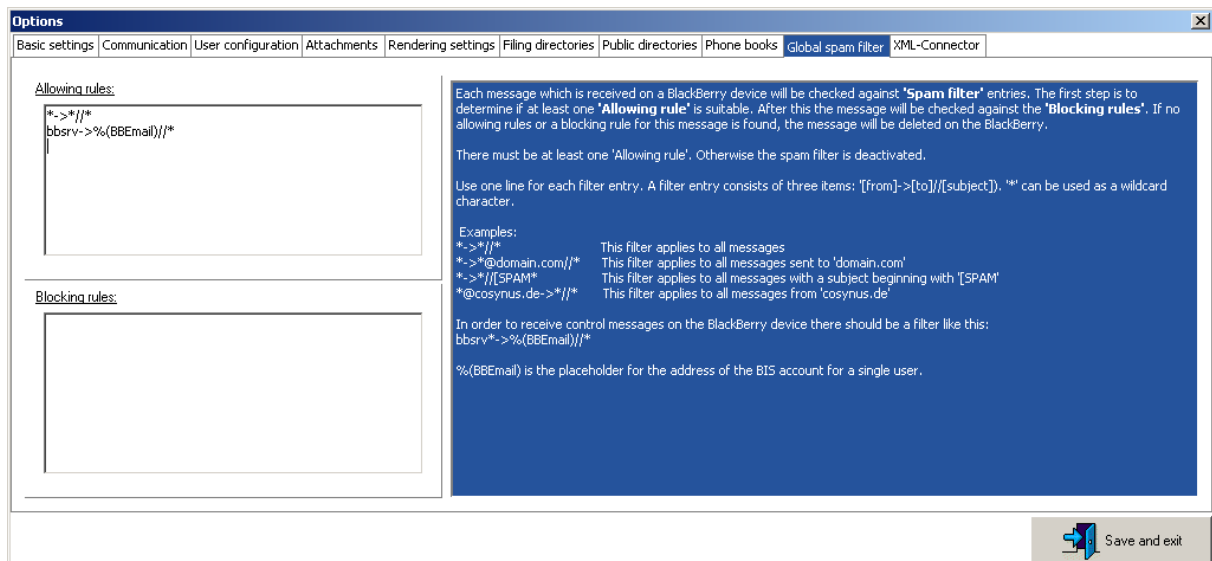 Options
Basic settings Communication User configuration Attachments Rendering settings Filing directories Public directories Phone books Global spam filter XML-Connector
Allowing rules:
*->*//*
bbsrv->%(BBEmail)//*
Blocking rules:
Each message which is received on a BlackBerry device will be checked against 'Spam filter' entries. The first step is to
determine if at least one 'Allowing rule' is suitable. After this the message will be checked against the 'Blocking rules'. If no
allowing rules or a blocking rule for this message is found, the message will be deleted on the BlackBerry.
There must be at least one 'Allowing rule'. Otherwise the spam filter is deactivated.
Use one line for each filter entry. A filter entry consists of three items: '[from]->[to]//[subject]). '*' can be used as a wildcard
character.
Examples:
*->*//* This filter applies to all messages
*->*@domain.com//* This filter applies to all messages sent to 'domain.com'
*->*//[SPAM* This filter applies to all messages with a subject beginning with '[SPAM'
*@cosynus.de->*//* This filter applies to all messages from 'cosynus.de'
In order to receive control messages on the BlackBerry device there should be a filter like this:
bbsrv*->%(BBEmail)//*
%(BBEmail) is the placeholder for the address of the BIS account for a single user.
Save and exit